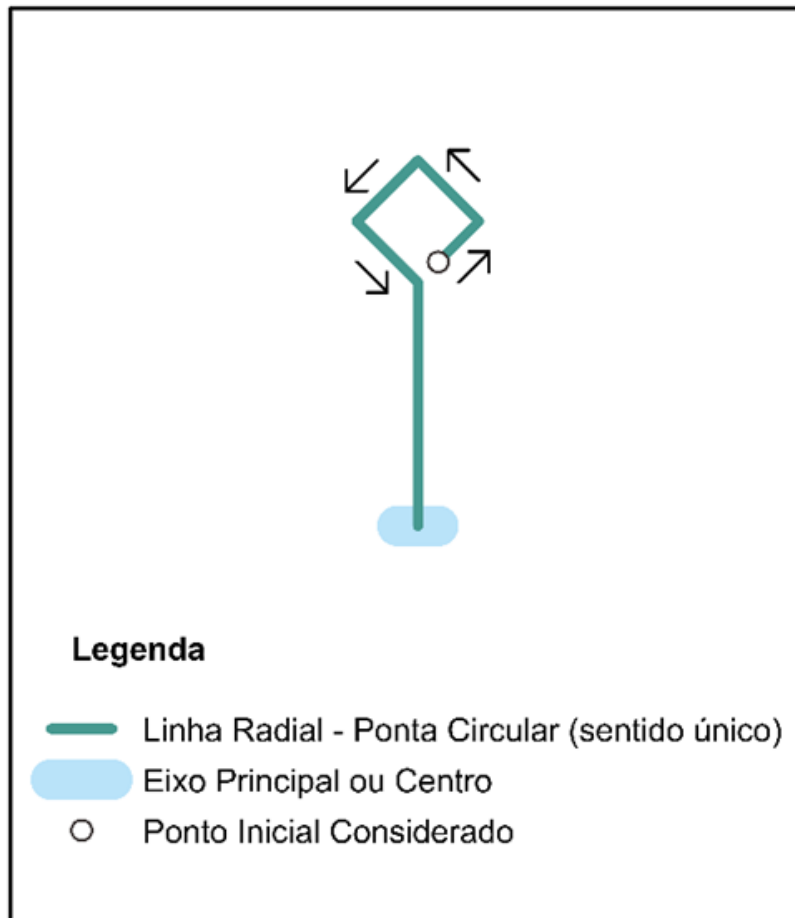 Legenda
Linha Radial - Ponta Circular (sentido único)
Eixo Principal ou Centro
Ponto Inicial Considerado